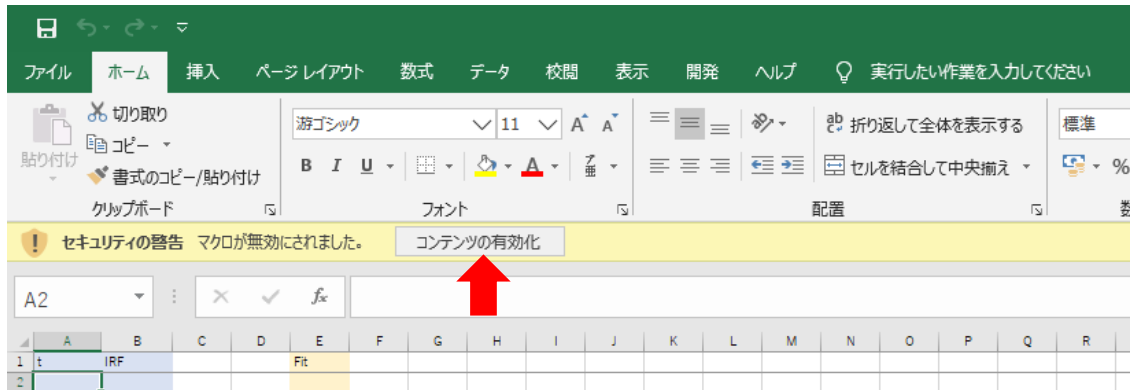 ファイル ホーム 挿入 ページ レイアウト 数式 データ 校閲 表示 開発 ヘルプ 実行したい作業を入力してください
貼り付け
切り取り
コピー
書式のコピー/貼り付け
クリップボード
游ゴシック 11 A A
B I U A ア 亜
フォント
ab 折り返して全体を表示する
セルを結合して中央揃え
配置
標準
%
数
セキュリティの警告 マクロが無効にされました。 コンテンツの有効化
A2 fx
A B C D E F G H I J K L M N O P Q R
1 t IRF Fit
2